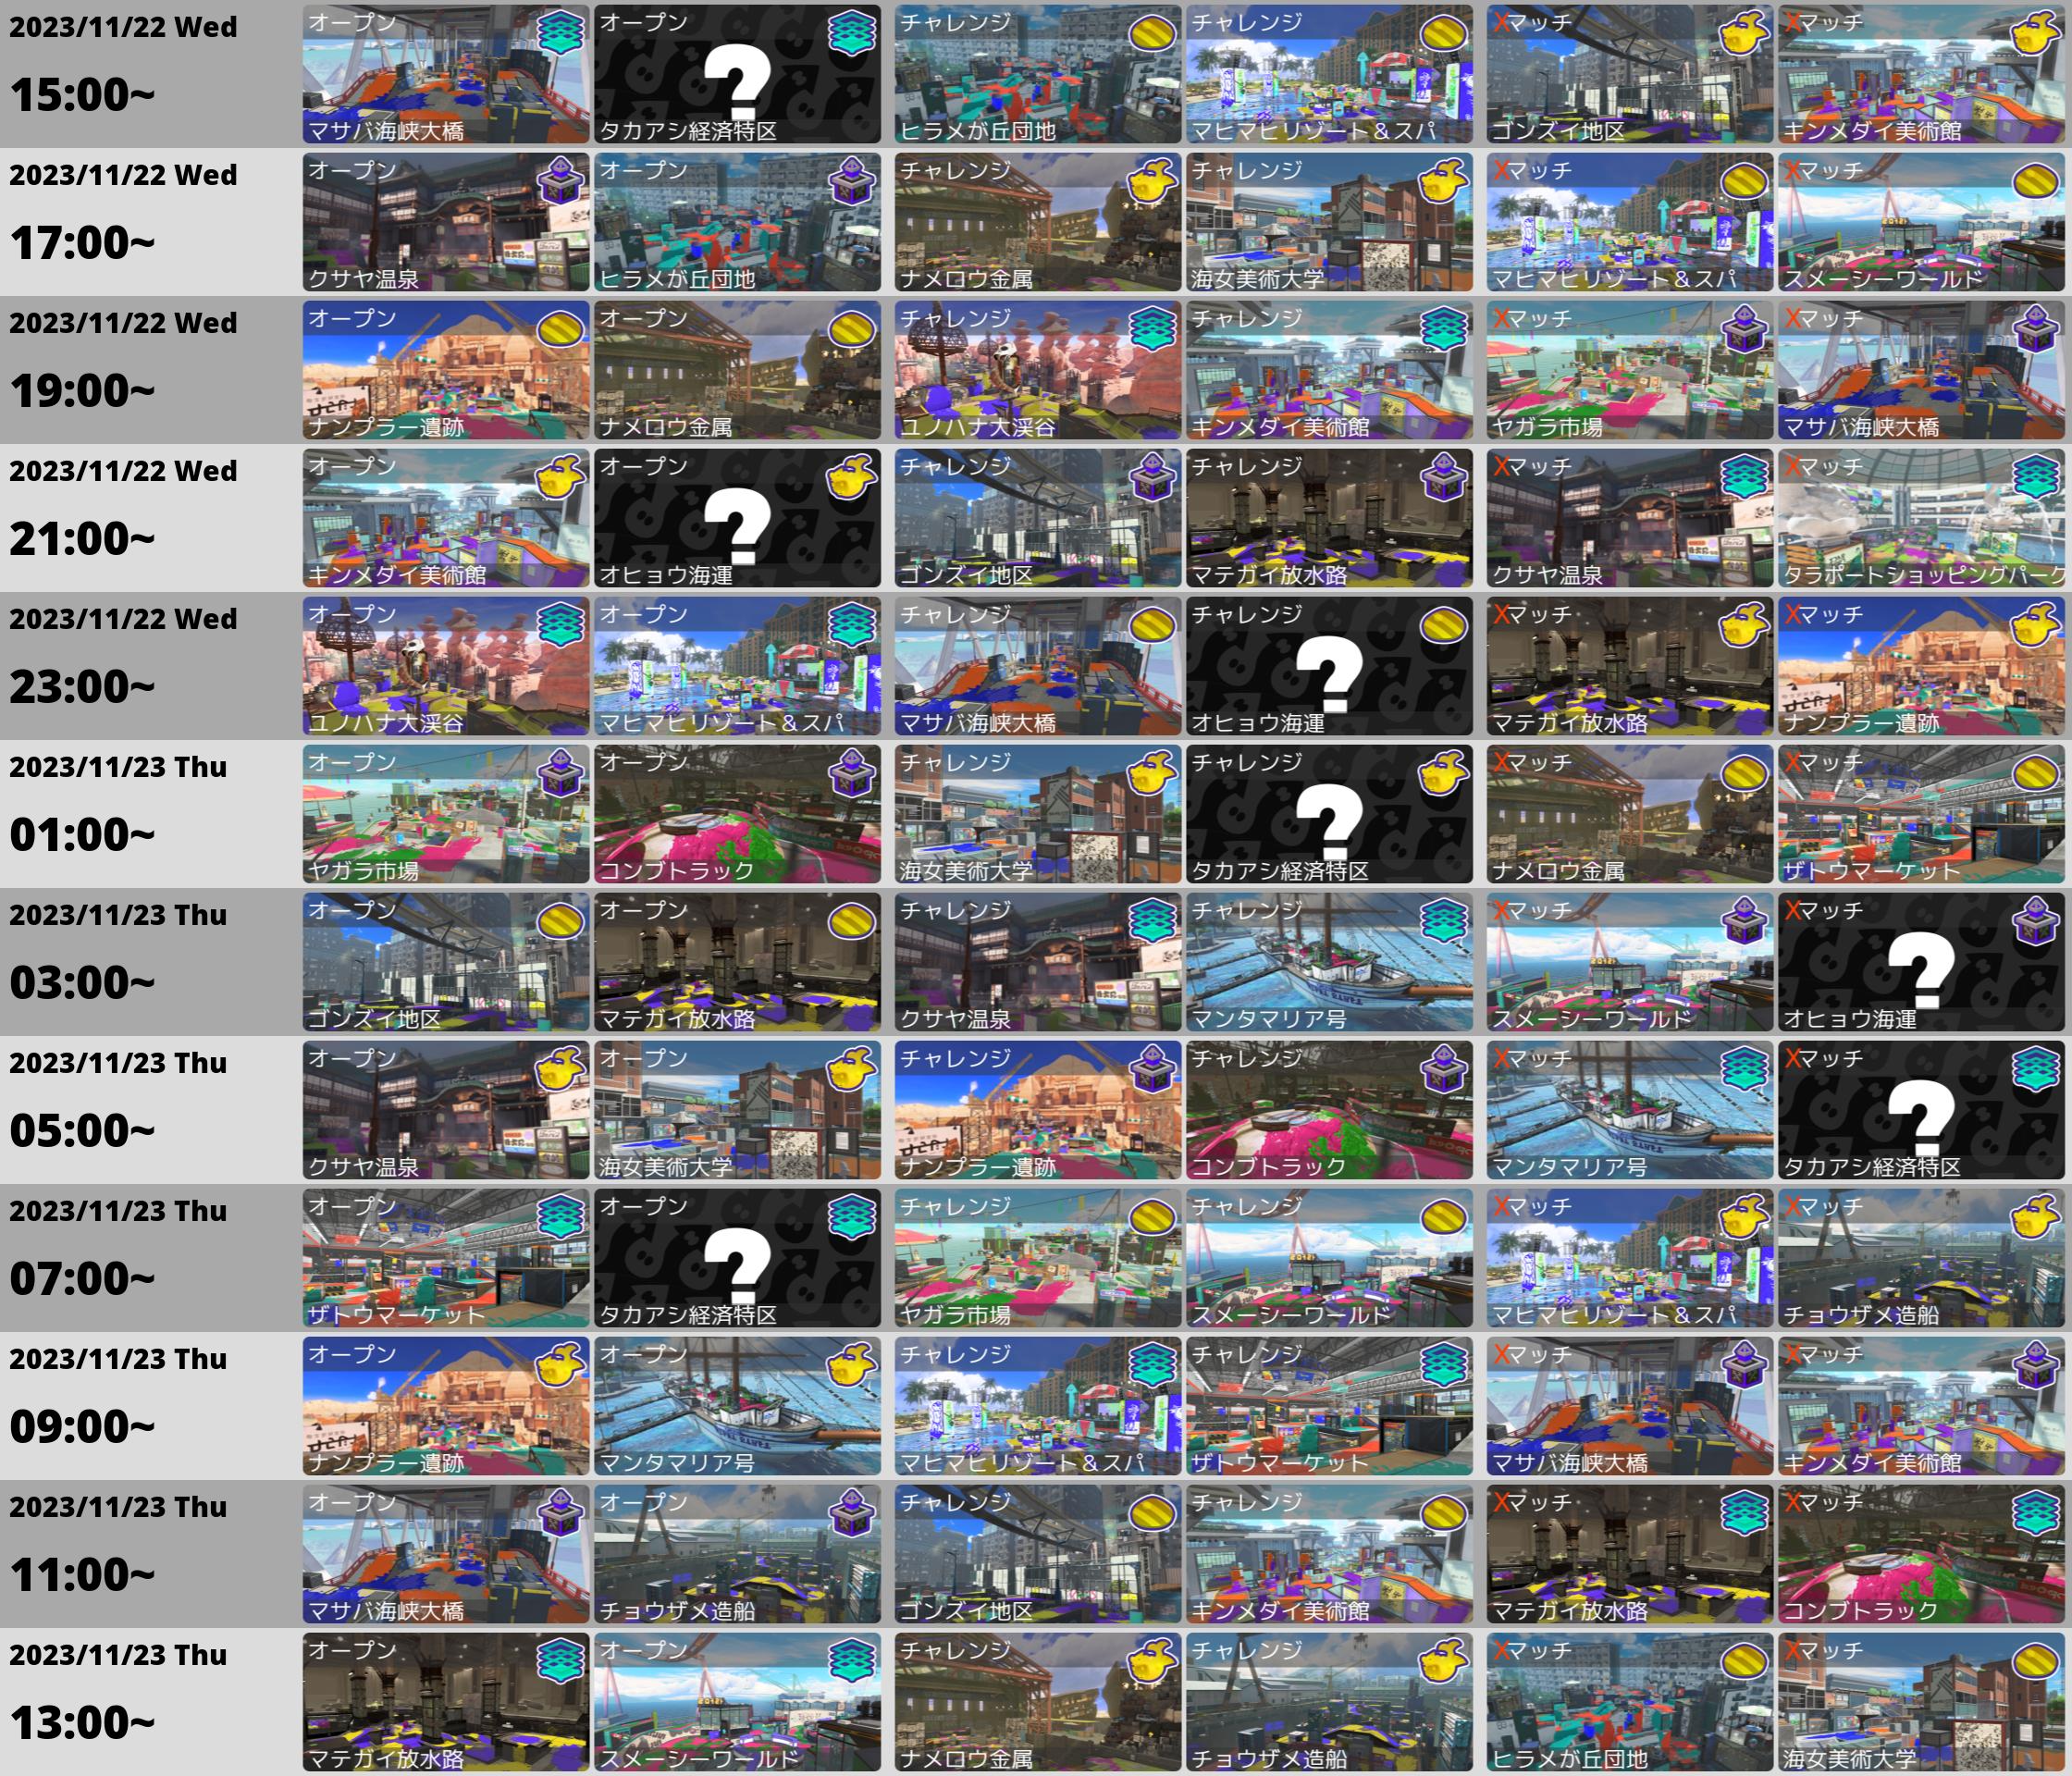 2023/11/22 Wed
15:00~
オープン オープン チャレンジ チャレンジ Xマッチ Xマッチ
マサバ海峡大橋 タカアシ経済特区 ヒラメが丘団地 マヒマヒリゾート＆スパ ゴンズイ地区 キンメダイ美術館
2023/11/22 Wed
17:00~
オープン オープン チャレンジ チャレンジ Xマッチ Xマッチ
クサヤ温泉 ヒラメが丘団地 ナメロウ金属 海女美術大学 マヒマヒリゾート＆スパ スメーシーワールド
2023/11/22 Wed
19:00~
オープン オープン チャレンジ チャレンジ Xマッチ Xマッチ
ナンプラー遺跡 ナメロウ金属 ユノハナ大渓谷 キンメダイ美術館 ヤガラ市場 マサバ海峡大橋
2023/11/22 Wed
21:00~
オープン オープン チャレンジ チャレンジ Xマッチ Xマッチ
キンメダイ美術館 オヒョウ海運 ゴンズイ地区 マテガイ放水路 クサヤ温泉 タラポートショッピングパーク
2023/11/22 Wed
23:00~
オープン オープン チャレンジ チャレンジ Xマッチ Xマッチ
ユノハナ大渓谷 マヒマヒリゾート＆スパ マサバ海峡大橋 オヒョウ海運 マテガイ放水路 ナンプラー遺跡
2023/11/23 Thu
01:00~
オープン オープン チャレンジ チャレンジ Xマッチ Xマッチ
ヤガラ市場 コンブトラック 海女美術大学 タカアシ経済特区 ナメロウ金属 ザトウマーケット
2023/11/23 Thu
03:00~
オープン オープン チャレンジ チャレンジ Xマッチ Xマッチ
ゴンズイ地区 マテガイ放水路 クサヤ温泉 マンタマリア号 スメーシーワールド オヒョウ海運
2023/11/23 Thu
05:00~
オープン オープン チャレンジ チャレンジ Xマッチ Xマッチ
クサヤ温泉 海女美術大学 ナンプラー遺跡 コンブトラック マンタマリア号 タカアシ経済特区
2023/11/23 Thu
07:00~
オープン オープン チャレンジ チャレンジ Xマッチ Xマッチ
ザトウマーケット タカアシ経済特区 ヤガラ市場 スメーシーワールド マヒマヒリゾート＆スパ チョウザメ造船
2023/11/23 Thu
09:00~
オープン オープン チャレンジ チャレンジ Xマッチ Xマッチ
ナンプラー遺跡 マンタマリア号 マヒマヒリゾート＆スパ ザトウマーケット マサバ海峡大橋 キンメダイ美術館
2023/11/23 Thu
11:00~
オープン オープン チャレンジ チャレンジ Xマッチ Xマッチ
マサバ海峡大橋 チョウザメ造船 ゴンズイ地区 キンメダイ美術館 マテガイ放水路 コンブトラック
2023/11/23 Thu
13:00~
オープン オープン チャレンジ チャレンジ Xマッチ Xマッチ
マテガイ放水路 スメーシーワールド ナメロウ金属 チョウザメ造船 ヒラメが丘団地 海女美術大学